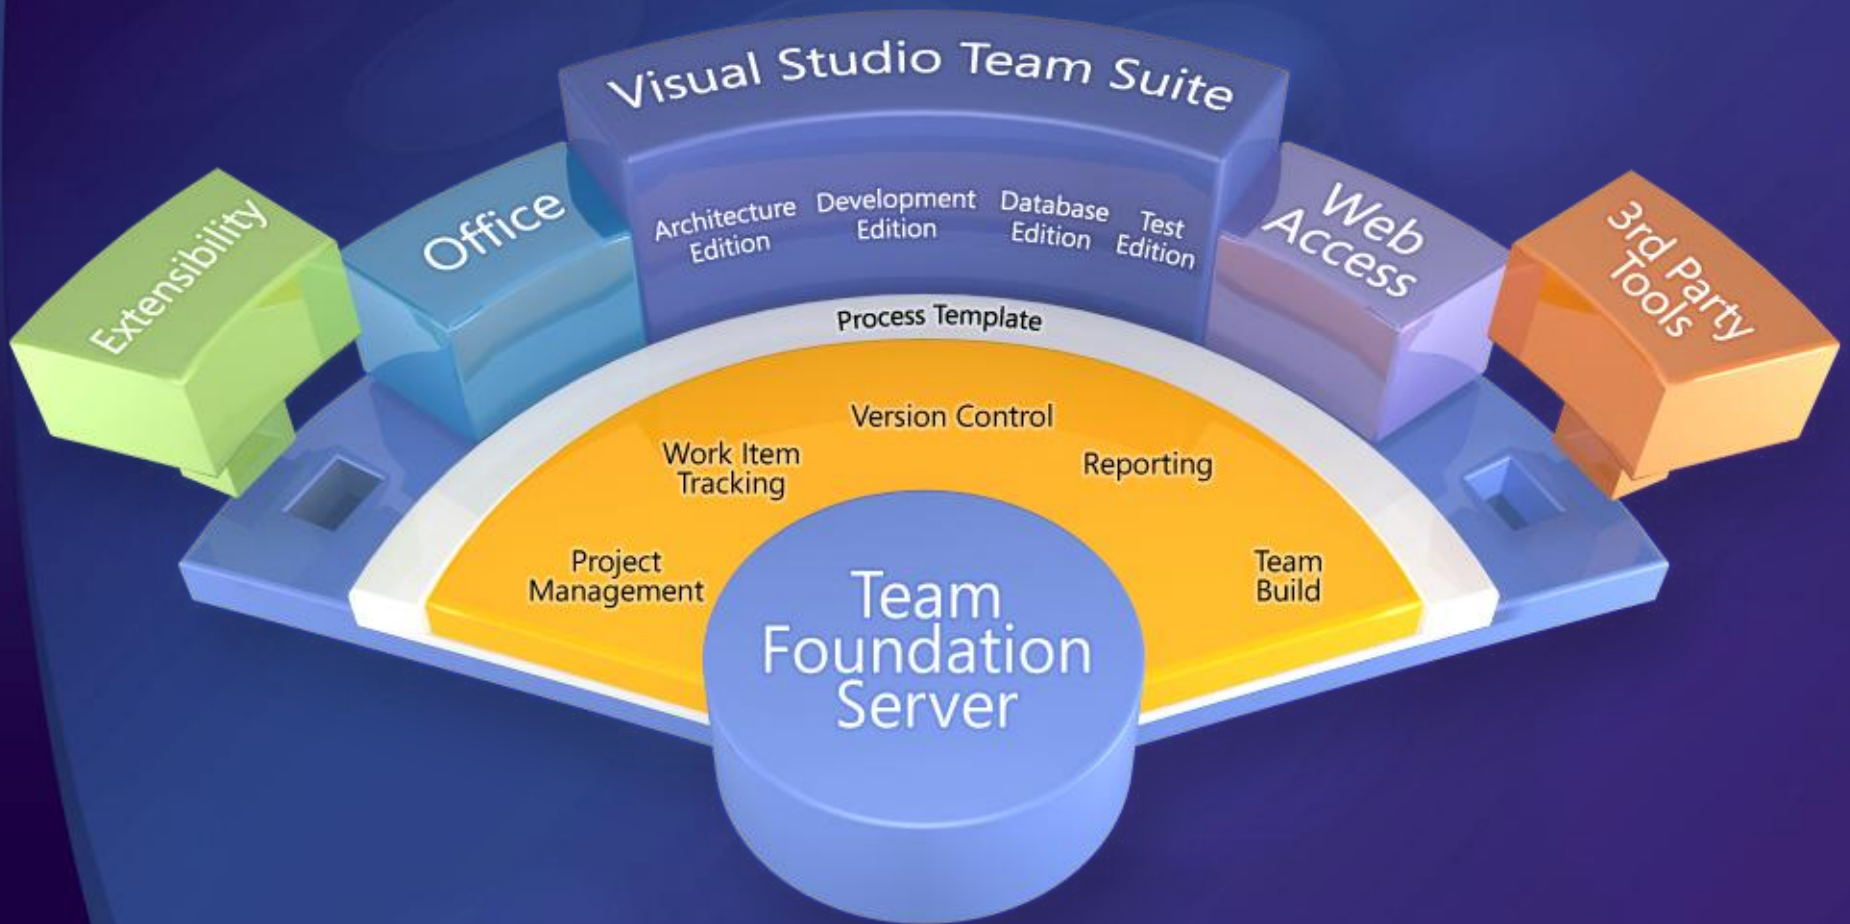 Visual Studio Team Suite
Architecture
Edition
Development
Edition
Database
Edition
Test
Edition
Extensibility
Office
Web
Access
3rd Party
Tools
Process Template
Version Control
Work Item
Tracking
Reporting
Project
Management
Team
Build
Team
Foundation
Server